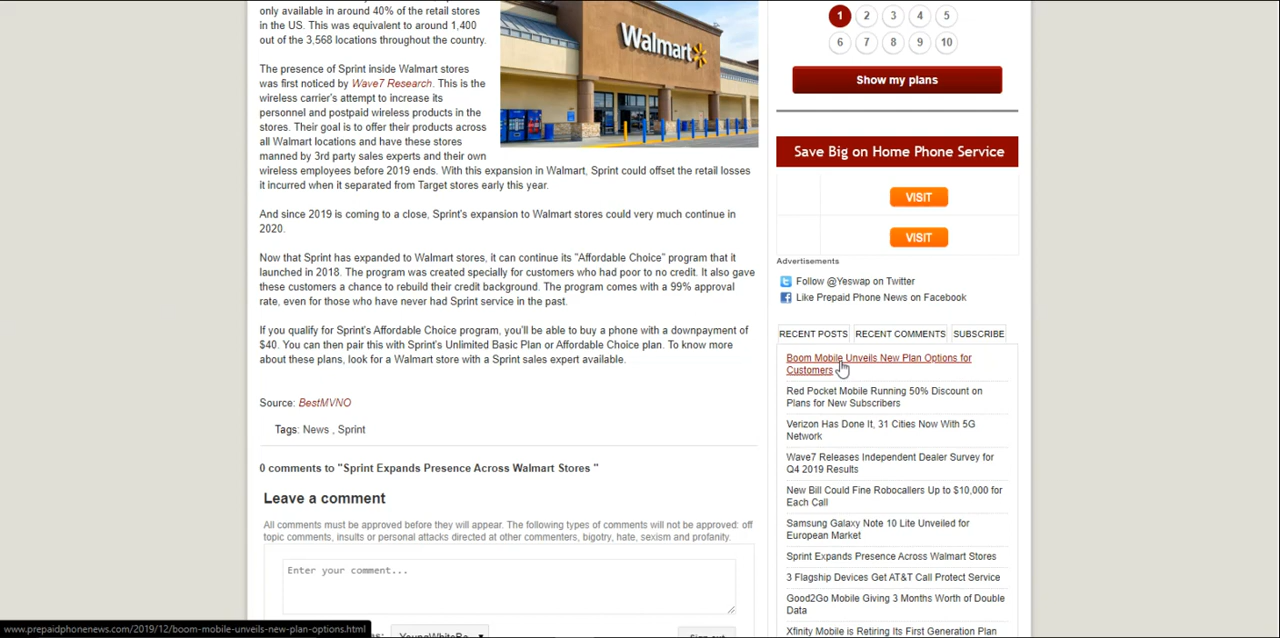 only available in around 40% of the retail stores
in the US. This was equivalent to around 1,400
out of the 3,568 locations throughout the country.
The presence of Sprint inside Walmart stores
was first noticed by Wave7 Research. This is the
wireless carrier's attempt to increase its
personnel and postpaid wireless products in the
stores. Their goal is to offer their products across
all Walmart locations and have these stores
manned by 3rd party sales experts and their own
wireless employees before 2019 ends. With this expansion in Walmart, Sprint could offset the retail losses
it incurred when it separated from Target stores early this year.
And since 2019 is coming to a close, Sprint's expansion to Walmart stores could very much continue in
2020.
Now that Sprint has expanded to Walmart stores, it can continue its "Affordable Choice" program that it
launched in 2018. The program was created specially for customers who had poor to no credit. It also gave
these customers a chance to rebuild their credit background. The program comes with a 99% approval
rate, even for those who have never had Sprint service in the past.
If you qualify for Sprint's Affordable Choice program, you'll be able to buy a phone with a downpayment of
$40. You can then pair this with Sprint's Unlimited Basic Plan or Affordable Choice plan. To know more
about these plans, look for a Walmart store with a Sprint sales expert available.
Source: BestMVNO
Tags: News , Sprint
0 comments to "Sprint Expands Presence Across Walmart Stores "
Leave a comment
All comments must be approved before they will appear. The following types of comments will not be approved: off
topic comments, insults or personal attacks directed at other commenters, bigotry, hate, sexism and profanity.
Enter your comment...
Sign out
www.prepaidphonenews.com/2019/12/boom-mobile-unveils-new-plan-options.html
Walmart
1 2 3 4 5
6 7 8 9 10
Show my plans
Save Big on Home Phone Service
VISIT
VISIT
Advertisements
Follow @Yeswap on Twitter
Like Prepaid Phone News on Facebook
RECENT POSTS RECENT COMMENTS SUBSCRIBE
Boom Mobile Unveils New Plan Options for
Customers
Red Pocket Mobile Running 50% Discount on
Plans for New Subscribers
Verizon Has Done It, 31 Cities Now With 5G
Network
Wave7 Releases Independent Dealer Survey for
Q4 2019 Results
New Bill Could Fine Robocallers Up to $10,000 for
Each Call
Samsung Galaxy Note 10 Lite Unveiled for
European Market
Sprint Expands Presence Across Walmart Stores
3 Flagship Devices Get AT&T Call Protect Service
Good2Go Mobile Giving 3 Months Worth of Double
Data
Xfinity Mobile is Retiring Its First Generation Plan